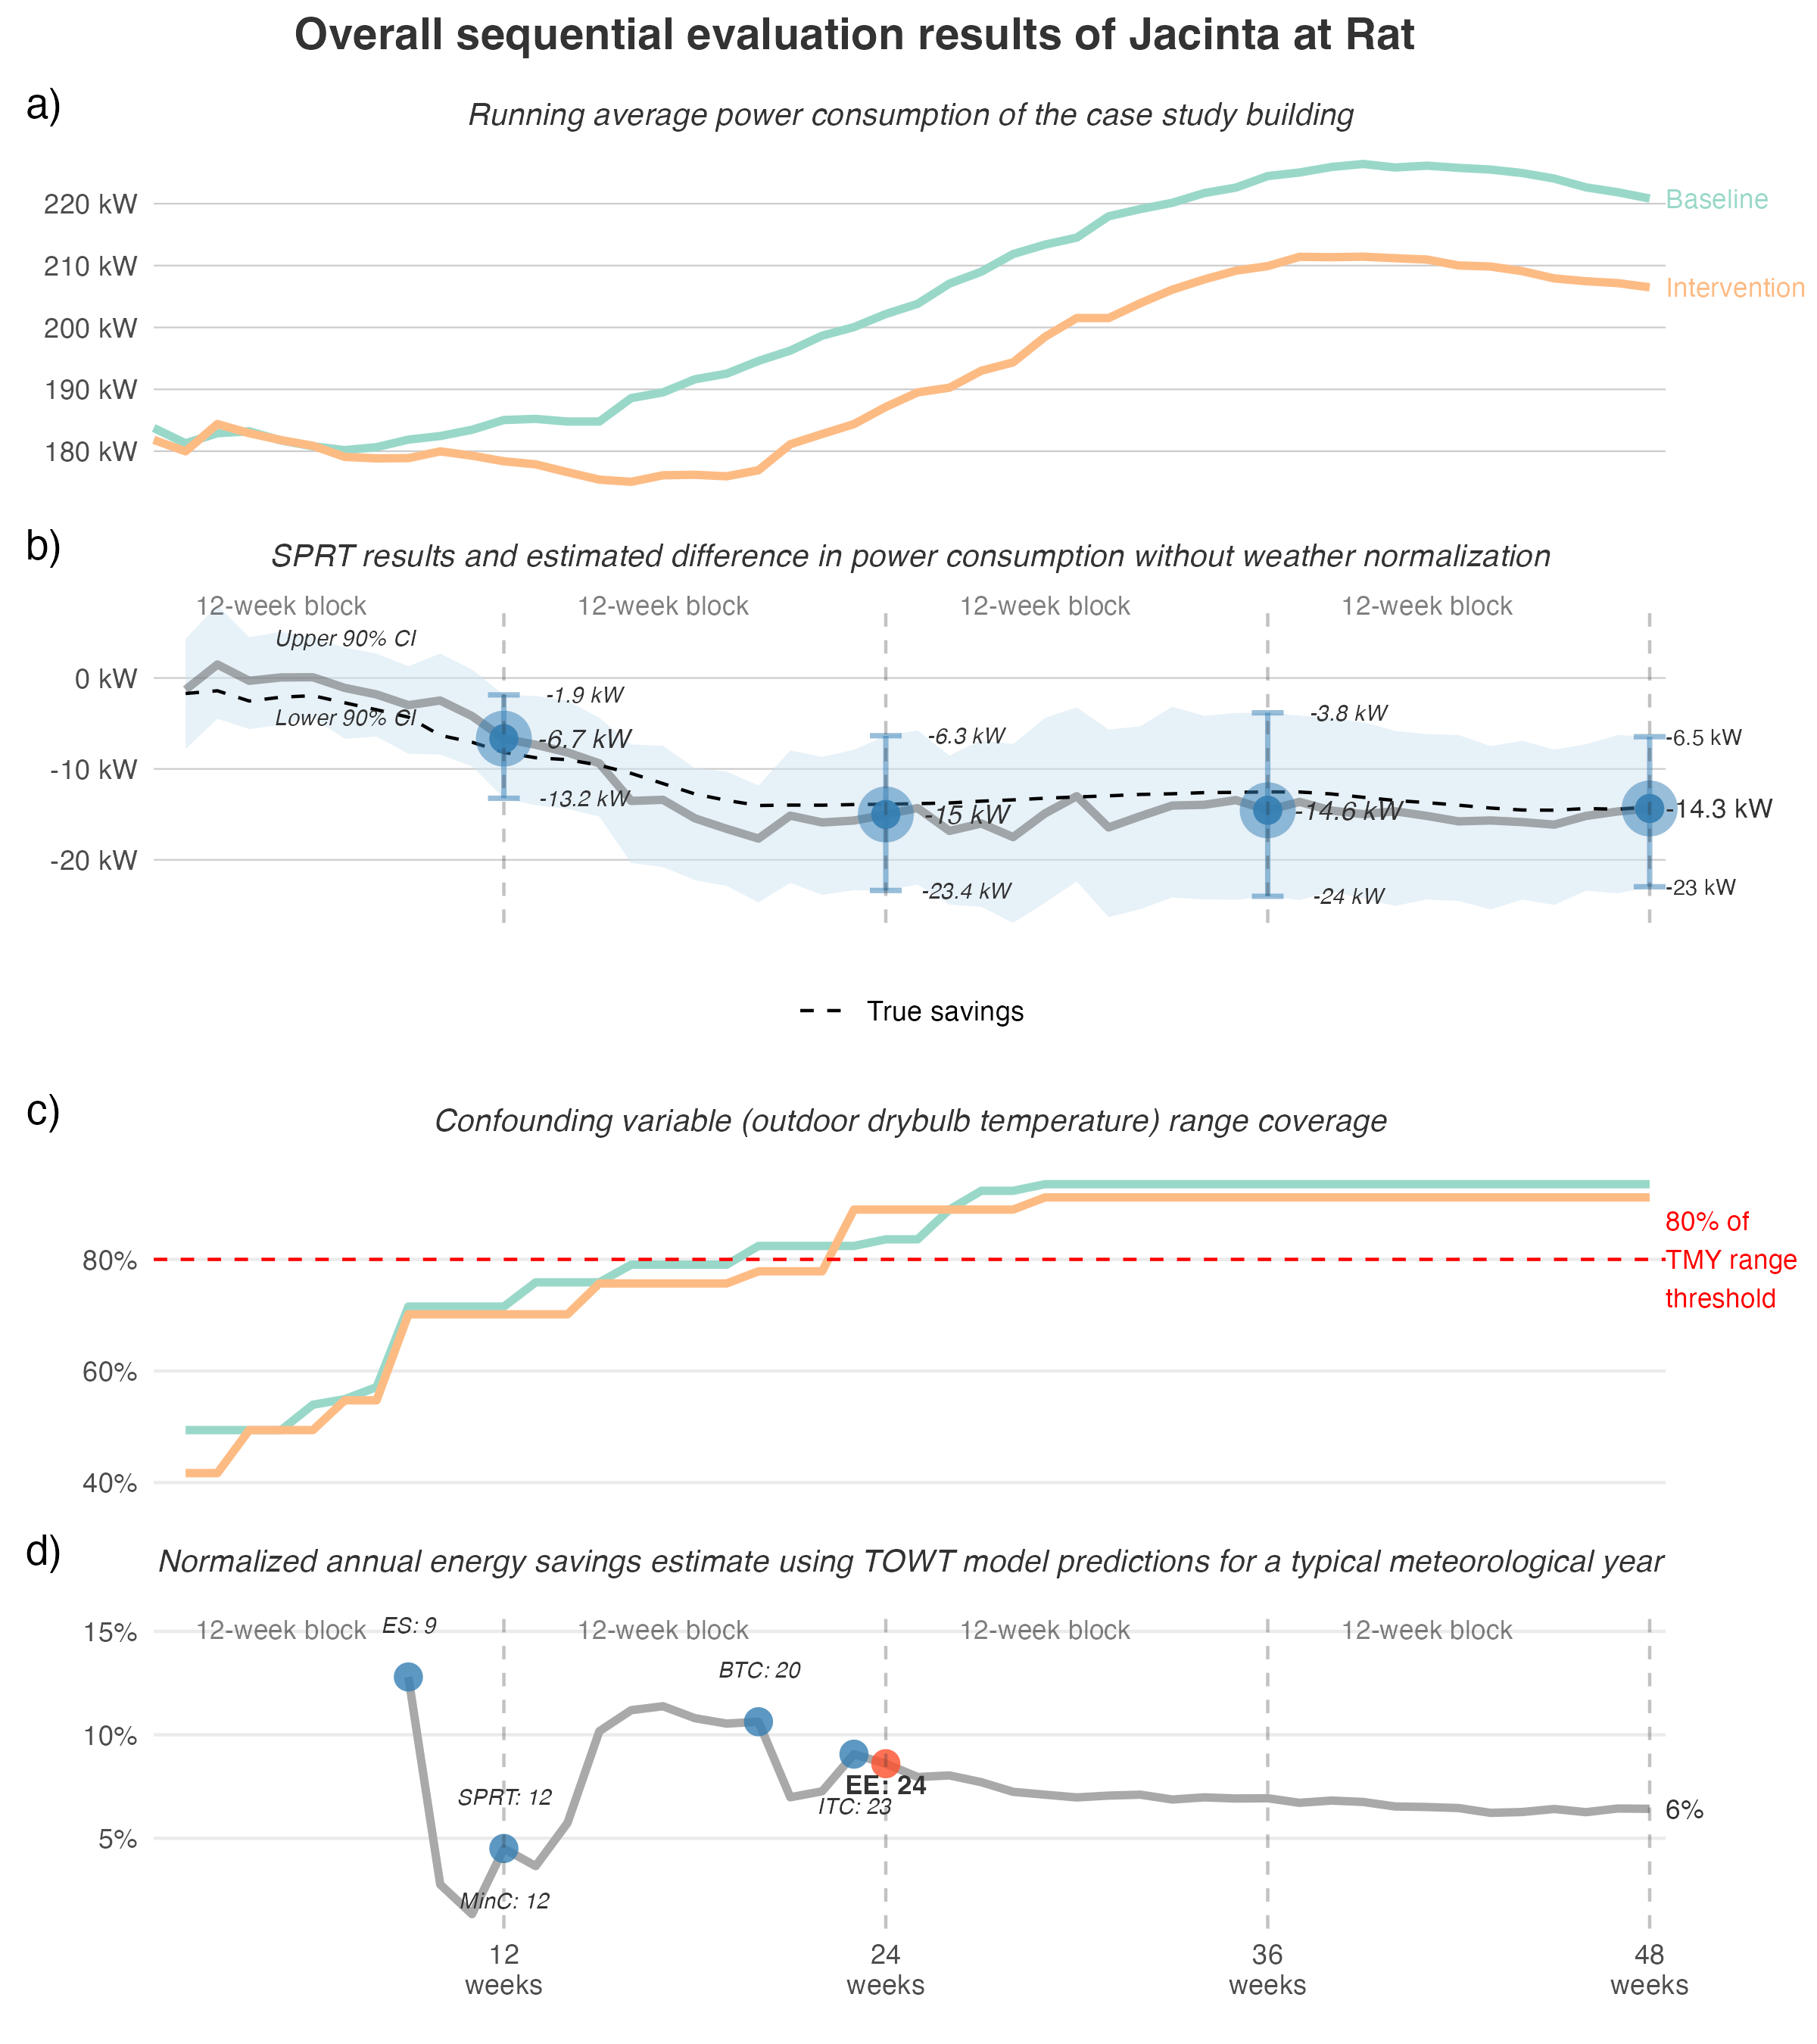 Overall sequential evaluation results of Jacinta at Rat
a)
Running average power consumption of the case study building
220 kW
210 kW
200 kW
190 kW
180 kW
Baseline
Intervention
b)
SPRT results and estimated difference in power consumption without weather normalization
12-week block 12-week block 12-week block 12-week block
Upper 90% CI
Lower 90% CI
0 kW
-10 kW
-20 kW
-1.9 kW
-6.7 kW
-13.2 kW
-6.3 kW
-15 kW
-23.4 kW
-3.8 kW
-14.6 kW
-24 kW
-6.5 kW
-14.3 kW
-23 kW
True savings
c)
Confounding variable (outdoor drybulb temperature) range coverage
80%
60%
40%
80% of
TMY range
threshold
d)
Normalized annual energy savings estimate using TOWT model predictions for a typical meteorological year
12-week block 12-week block 12-week block 12-week block
15%
10%
5%
ES: 9
SPRT: 12
MinC: 12
BTC: 20
EE: 24
ITC: 23
6%
12
weeks
24
weeks
36
weeks
48
weeks